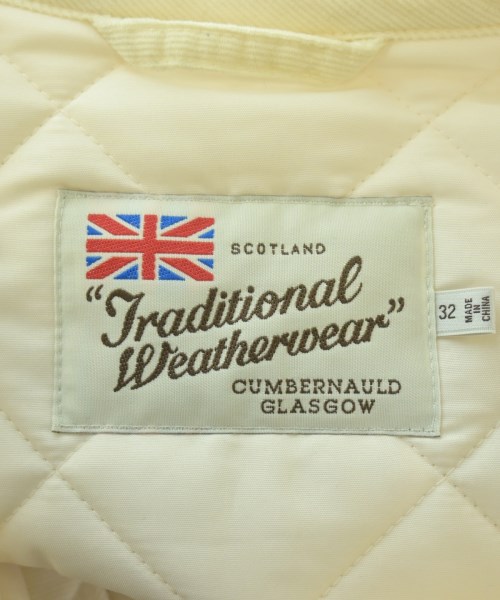 SCOTLAND
"Traditional
Weatherwear"
CUMBERNAULD
GLASGOW
32
MADE
IN
CHINA